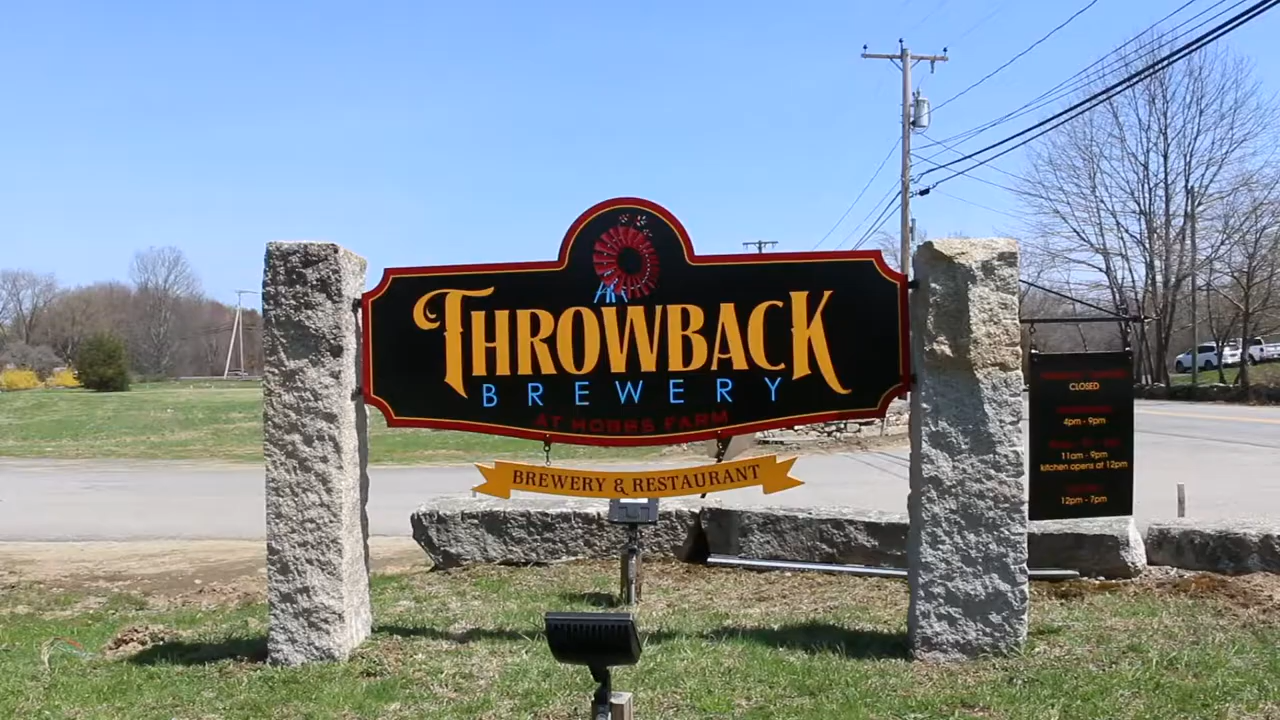 THROWBACK
BREWERY
AT HOBBS FARM
BREWERY & RESTAURANT
CLOSED
4pm - 9pm
11am - 9pm
kitchen opens at 12pm
12pm - 7pm